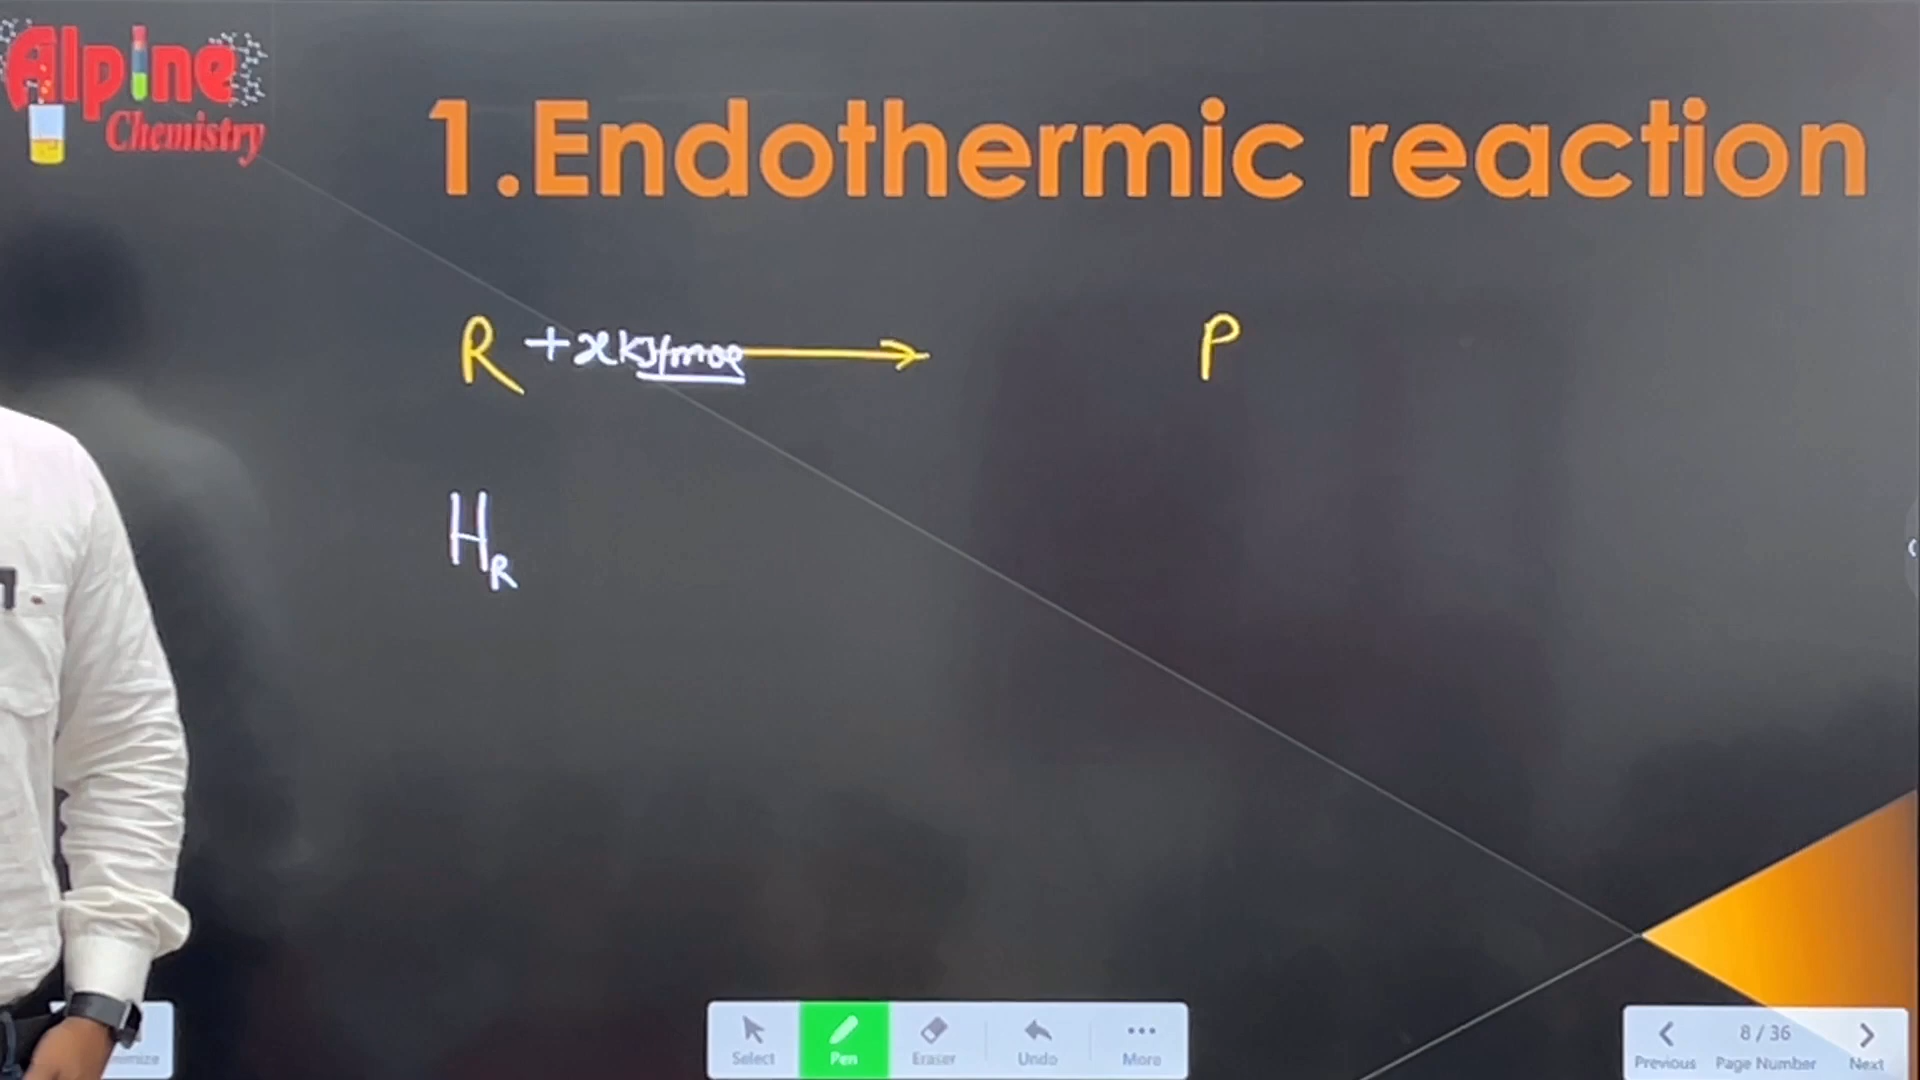 Alpine
Chemistry
1.Endothermic reaction
R + x kJ/mol → P
H_R
Select Pen Eraser Undo More
8 / 36
Previous Page Number Next